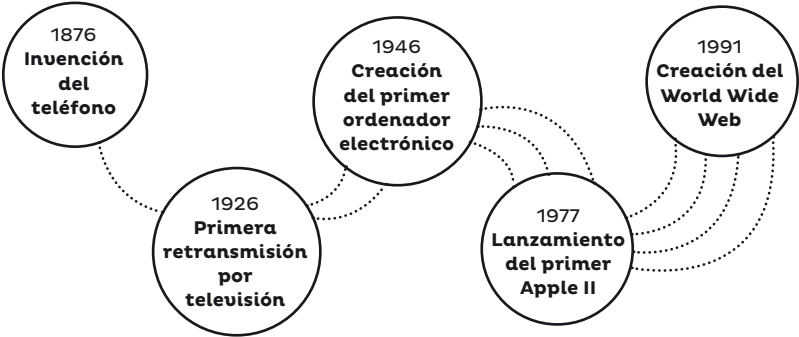 1876
Invención
del
teléfono
1926
Primera
retransmisión
por
televisión
1946
Creación
del primer
ordenador
electrónico
1977
Lanzamiento
del primer
Apple II
1991
Creación del
World Wide
Web